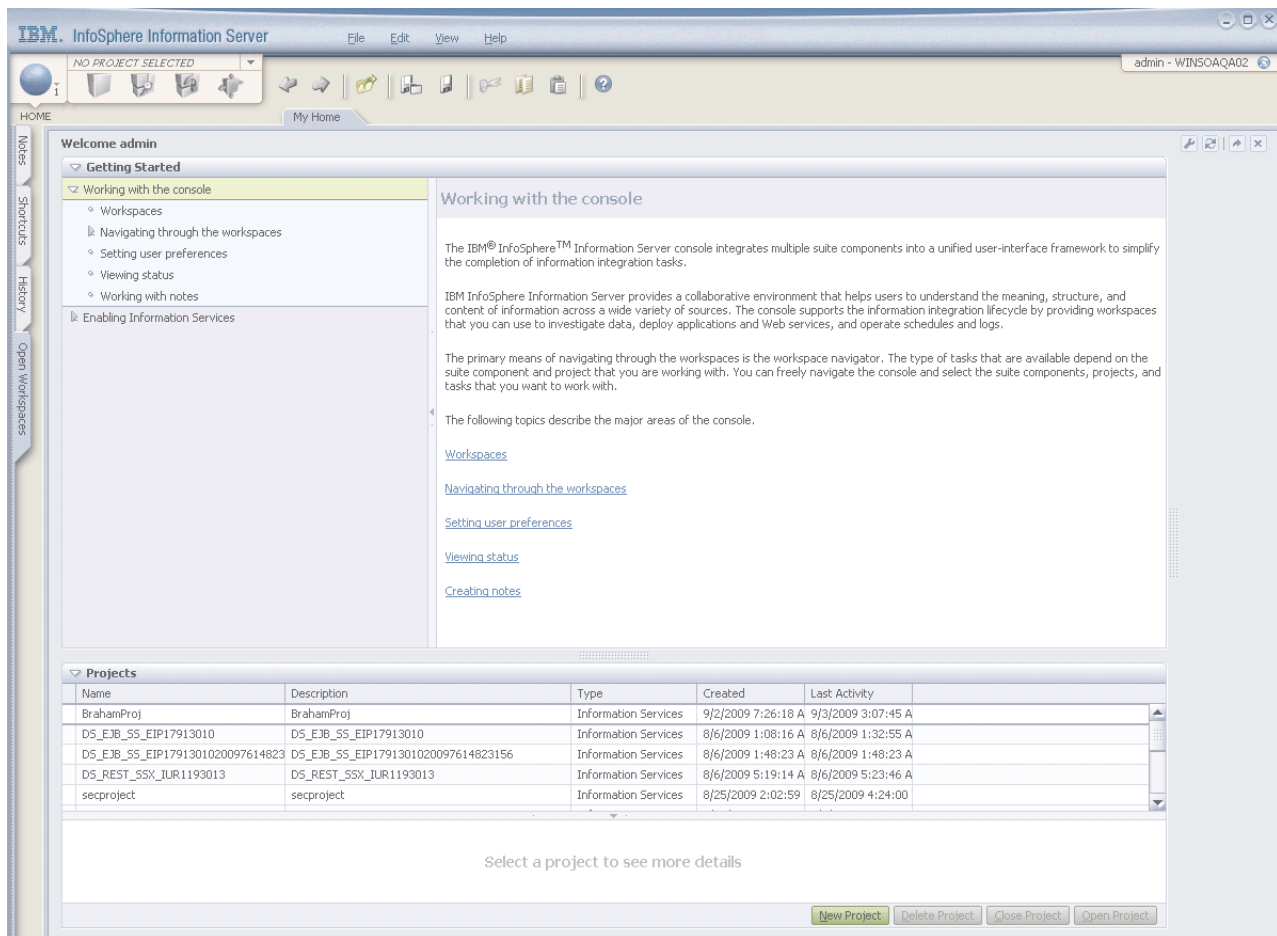 IBM. InfoSphere Information Server
File Edit View Help
NO PROJECT SELECTED
admin - WINSOAQA02
1
HOME
My Home
Notes
Shortcuts
History
Open Workspaces
Welcome admin
Getting Started
Working with the console
Workspaces
Navigating through the workspaces
Setting user preferences
Viewing status
Working with notes
Enabling Information Services
Working with the console
The IBM® InfoSphere™ Information Server console integrates multiple suite components into a unified user-interface framework to simplify
the completion of information integration tasks.
IBM InfoSphere Information Server provides a collaborative environment that helps users to understand the meaning, structure, and
content of information across a wide variety of sources. The console supports the information integration lifecycle by providing workspaces
that you can use to investigate data, deploy applications and Web services, and operate schedules and logs.
The primary means of navigating through the workspaces is the workspace navigator. The type of tasks that are available depend on the
suite component and project that you are working with. You can freely navigate the console and select the suite components, projects, and
tasks that you want to work with.
The following topics describe the major areas of the console.
Workspaces
Navigating through the workspaces
Setting user preferences
Viewing status
Creating notes
Projects
Name Description Type Created Last Activity
BrahamProj BrahamProj Information Services 9/2/2009 7:26:18 A 9/3/2009 3:07:45 A
DS_EJB_SS_EIP17913010 DS_EJB_SS_EIP17913010 Information Services 8/6/2009 1:08:16 A 8/6/2009 1:32:55 A
DS_EJB_SS_EIP1791301020097614823 DS_EJB_SS_EIP1791301020097614823156 Information Services 8/6/2009 1:48:23 A 8/6/2009 1:48:23 A
DS_REST_SSX_IUR1193013 DS_REST_SSX_IUR1193013 Information Services 8/6/2009 5:19:14 A 8/6/2009 5:23:46 A
secproject secproject Information Services 8/25/2009 2:02:59 8/25/2009 4:24:00
Select a project to see more details
New Project Delete Project Close Project Open Project